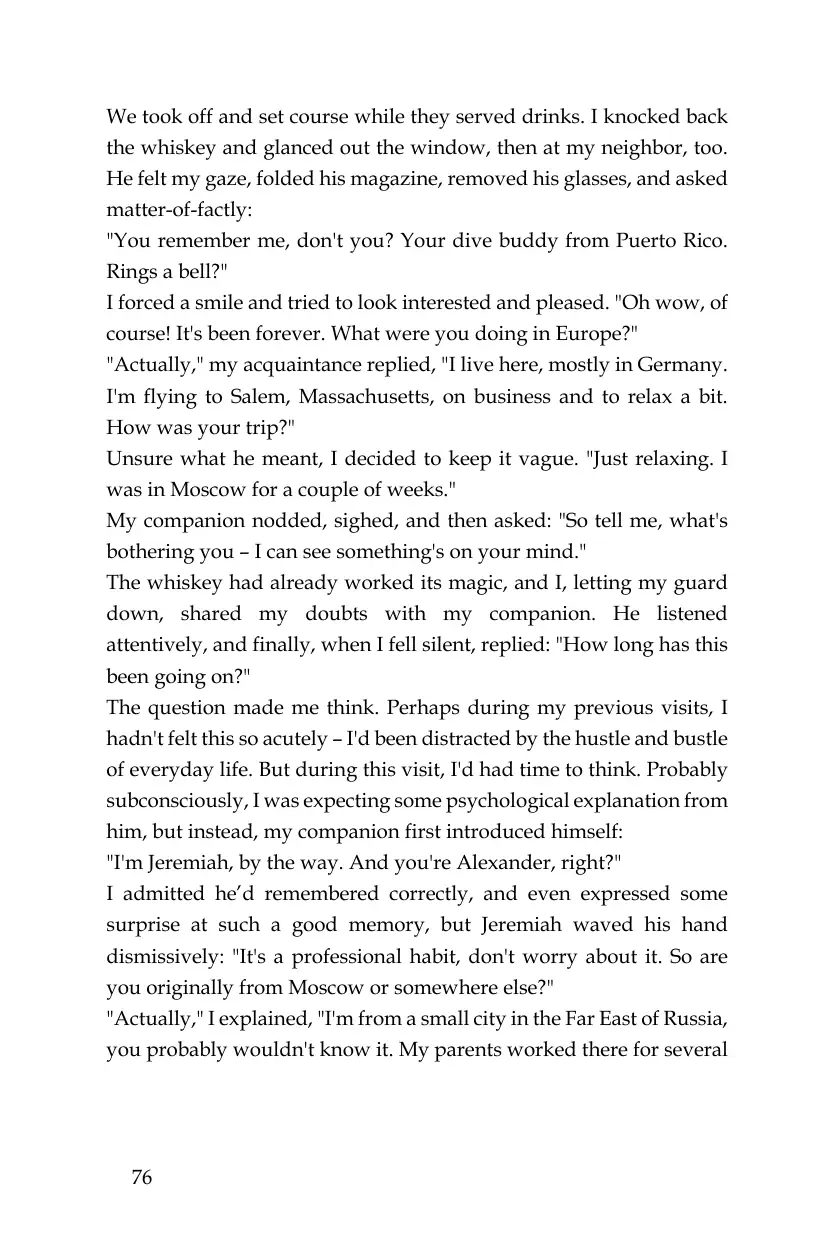 We took off and set course while they served drinks. I knocked back
the whiskey and glanced out the window, then at my neighbor, too.
He felt my gaze, folded his magazine, removed his glasses, and asked
matter-of-factly:
"You remember me, don't you? Your dive buddy from Puerto Rico.
Rings a bell?"
I forced a smile and tried to look interested and pleased. "Oh wow, of
course! It's been forever. What were you doing in Europe?"
"Actually," my acquaintance replied, "I live here, mostly in Germany.
I'm flying to Salem, Massachusetts, on business and to relax a bit.
How was your trip?"
Unsure what he meant, I decided to keep it vague. "Just relaxing. I
was in Moscow for a couple of weeks."
My companion nodded, sighed, and then asked: "So tell me, what's
bothering you – I can see something's on your mind."
The whiskey had already worked its magic, and I, letting my guard
down, shared my doubts with my companion. He listened
attentively, and finally, when I fell silent, replied: "How long has this
been going on?"
The question made me think. Perhaps during my previous visits, I
hadn't felt this so acutely – I'd been distracted by the hustle and bustle
of everyday life. But during this visit, I'd had time to think. Probably
subconsciously, I was expecting some psychological explanation from
him, but instead, my companion first introduced himself:
"I'm Jeremiah, by the way. And you're Alexander, right?"
I admitted he’d remembered correctly, and even expressed some
surprise at such a good memory, but Jeremiah waved his hand
dismissively: "It's a professional habit, don't worry about it. So are
you originally from Moscow or somewhere else?"
"Actually," I explained, "I'm from a small city in the Far East of Russia,
you probably wouldn't know it. My parents worked there for several
76